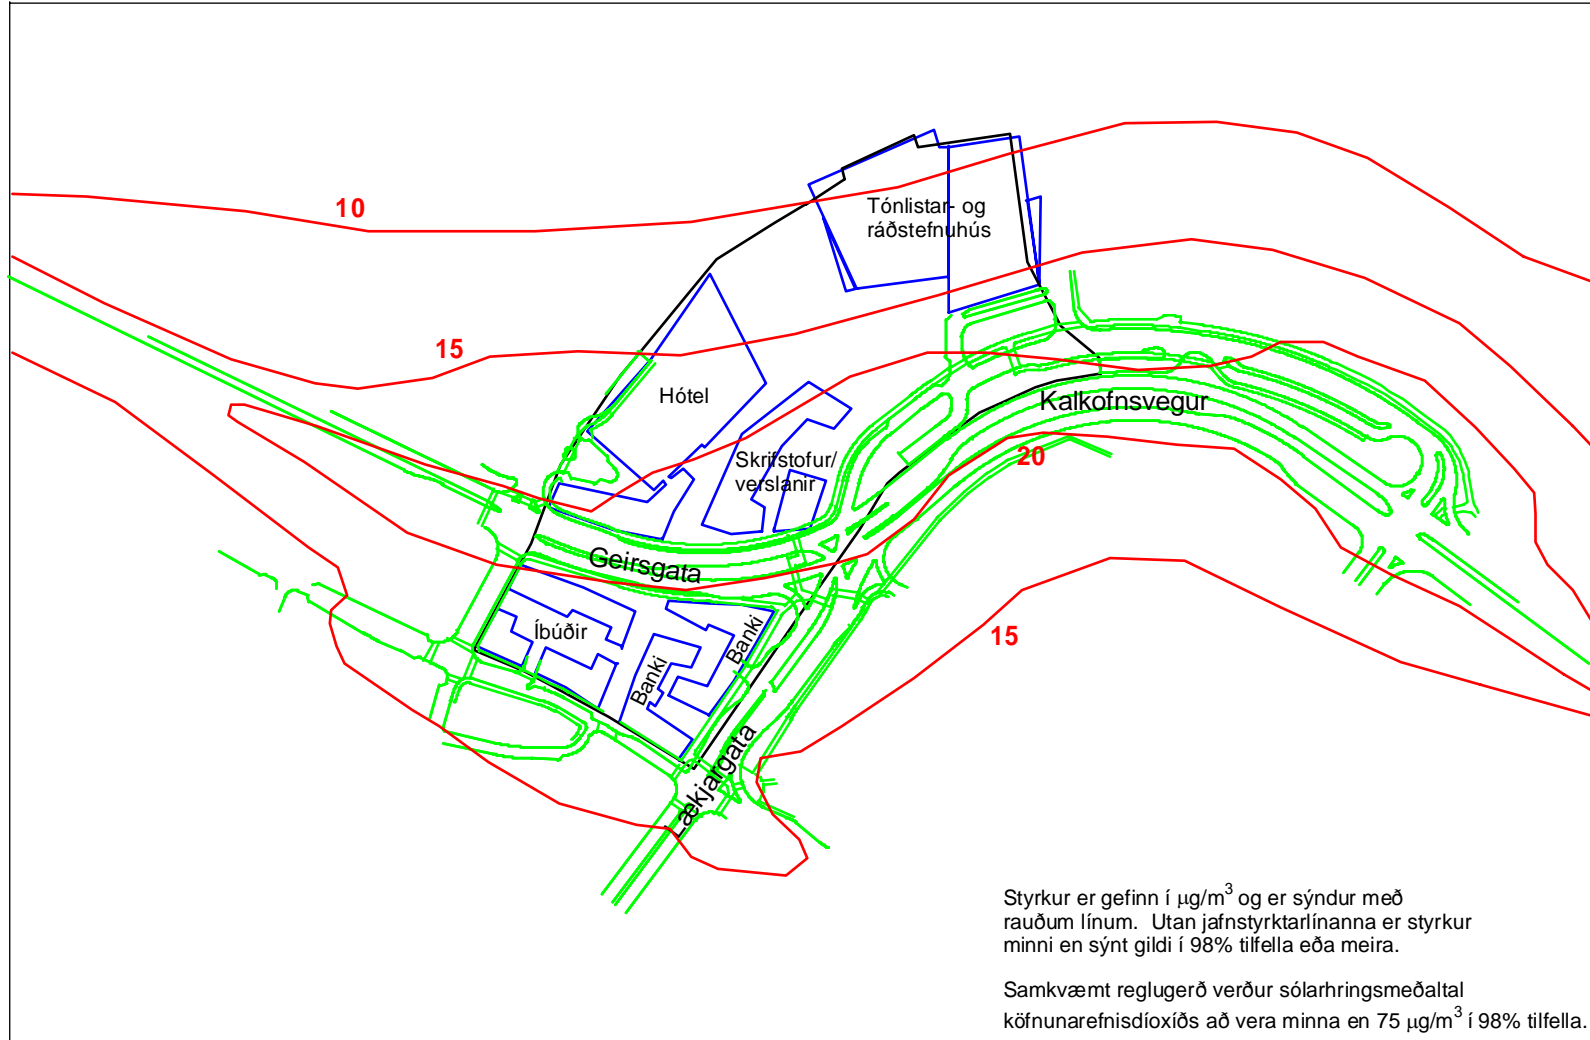 10
Tónlistar- og
ráðstefnuhús
15
Hótel
Kalkofnsvegur
Skrifstofur/
verslanir
20
Geirsgata
Íbúðir
Banki
Banki
15
Lækjargata
Styrkur er gefinn í µg/m³ og er sýndur með
rauðum línum. Utan jafnstyrktarlínanna er styrkur
minni en sýnt gildi í 98% tilfella eða meira.
Samkvæmt reglugerð verður sólarhringsmeðaltal
köfnunarefnisdíoxíðs að vera minna en 75 µg/m³ í 98% tilfella.